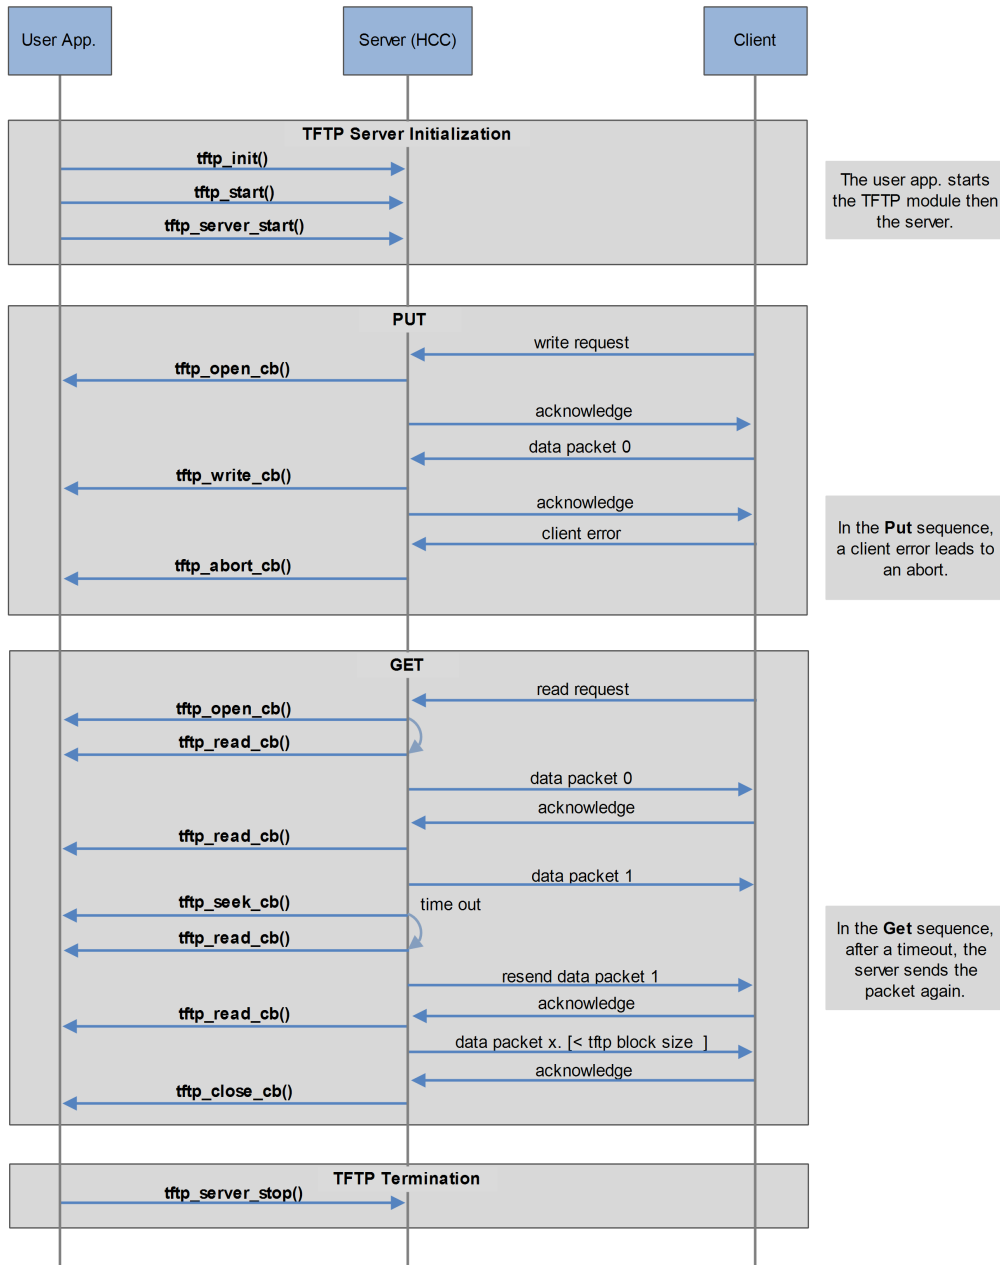 User App.
Server (HCC)
Client
TFTP Server Initialization
tftp_init()
tftp_start()
tftp_server_start()
The user app. starts
the TFTP module then
the server.
PUT
write request
tftp_open_cb()
acknowledge
data packet 0
tftp_write_cb()
acknowledge
client error
tftp_abort_cb()
In the Put sequence,
a client error leads to
an abort.
GET
read request
tftp_open_cb()
tftp_read_cb()
data packet 0
acknowledge
tftp_read_cb()
data packet 1
tftp_seek_cb()
time out
tftp_read_cb()
In the Get sequence,
after a timeout, the
server sends the
packet again.
resend data packet 1
acknowledge
tftp_read_cb()
data packet x. [< tftp block size ]
acknowledge
tftp_close_cb()
TFTP Termination
tftp_server_stop()